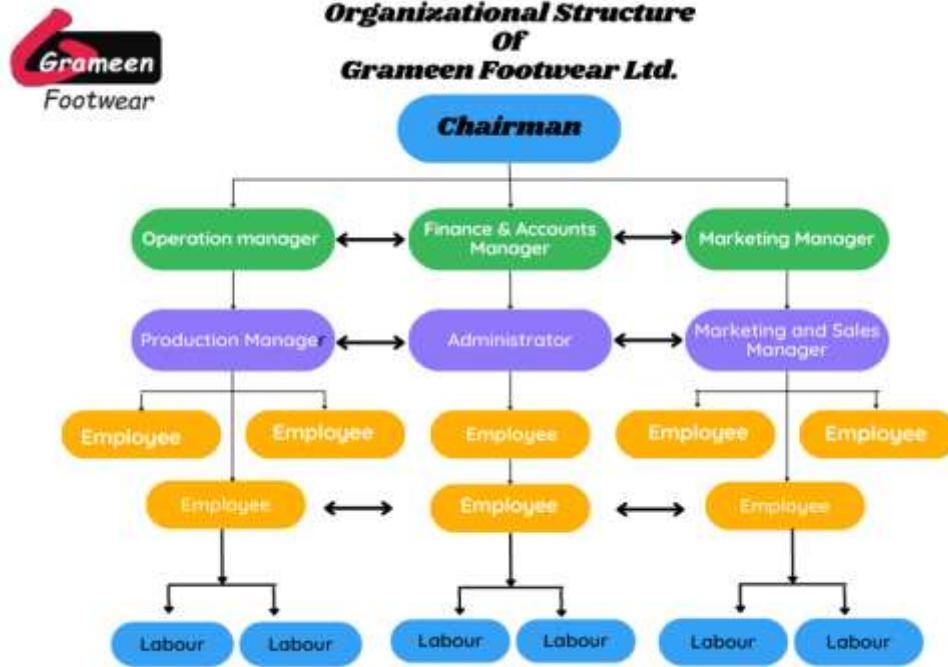 Organizational Structure
Of
Grameen Footwear Ltd.
Grameen
Footwear
Chairman
Operation manager
Finance & Accounts
Manager
Marketing Manager
Production Manager
Administrator
Marketing and Sales
Manager
Employee
Employee
Employee
Employee
Employee
Employee
Employee
Employee
Labour
Labour
Labour
Labour
Labour
Labour